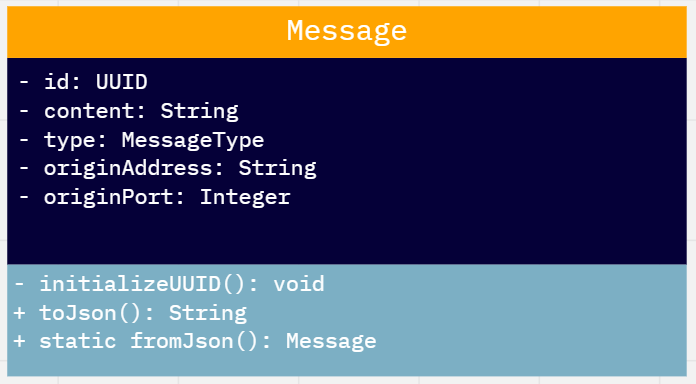 Message
- id: UUID
- content: String
- type: MessageType
- originAddress: String
- originPort: Integer
- initializeUUID(): void
+ toJson(): String
+ static fromJson(): Message